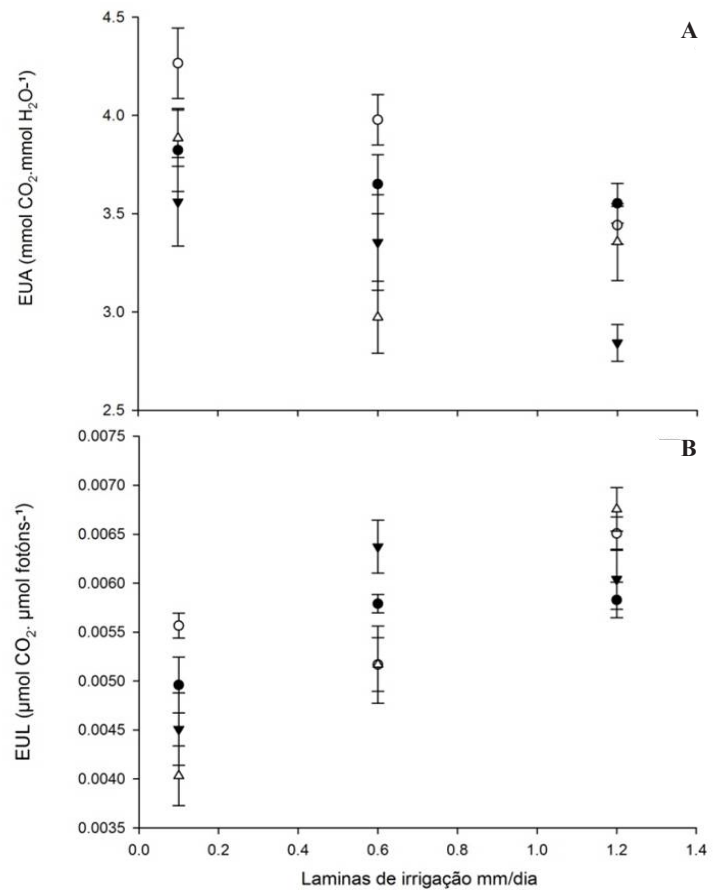 A
EUA (mmol CO₂.mmol H₂O-¹)
4.5
4.0
3.5
3.0
2.5
B
EUL (µmol CO₂. µmol fotóns-¹)
0.0075
0.0070
0.0065
0.0060
0.0055
0.0050
0.0045
0.0040
0.0035
0.0 0.2 0.4 0.6 0.8 1.0 1.2 1.4
Laminas de irrigação mm/dia